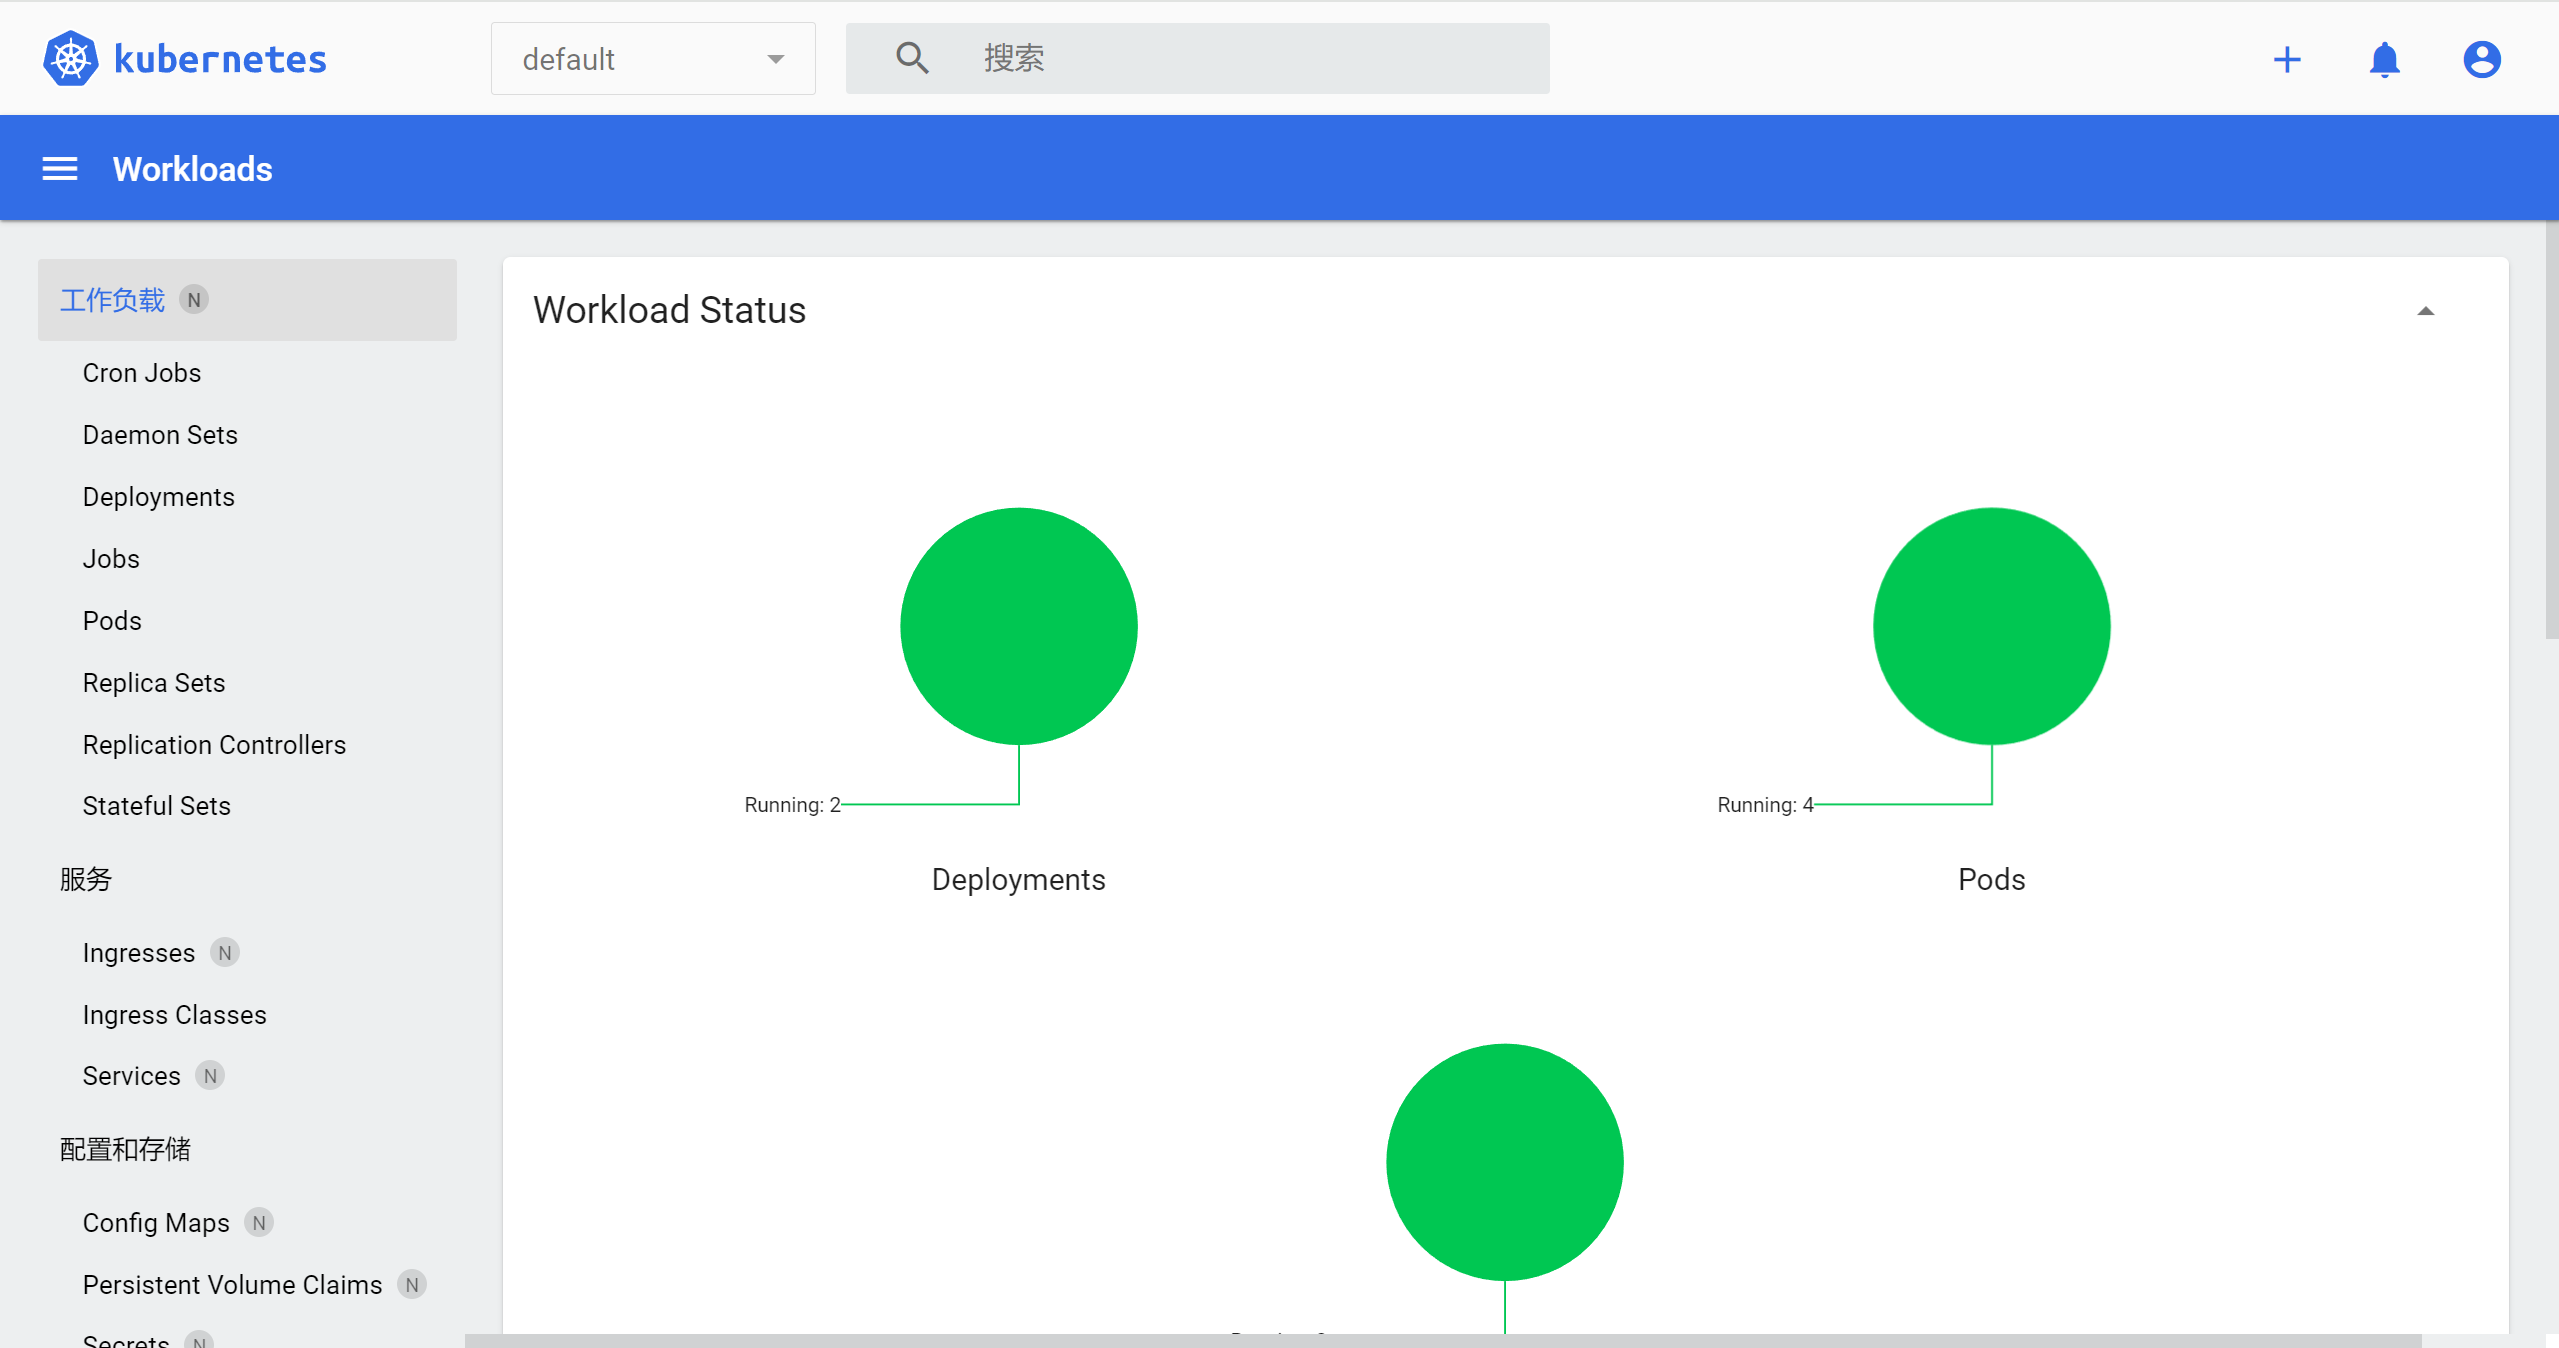 kubernetes
default
搜索
Workloads
工作负载 N
Cron Jobs
Daemon Sets
Deployments
Jobs
Pods
Replica Sets
Replication Controllers
Stateful Sets
服务
Ingresses N
Ingress Classes
Services N
配置和存储
Config Maps N
Persistent Volume Claims N
Secrets N
Workload Status
Running: 2
Deployments
Running: 4
Pods